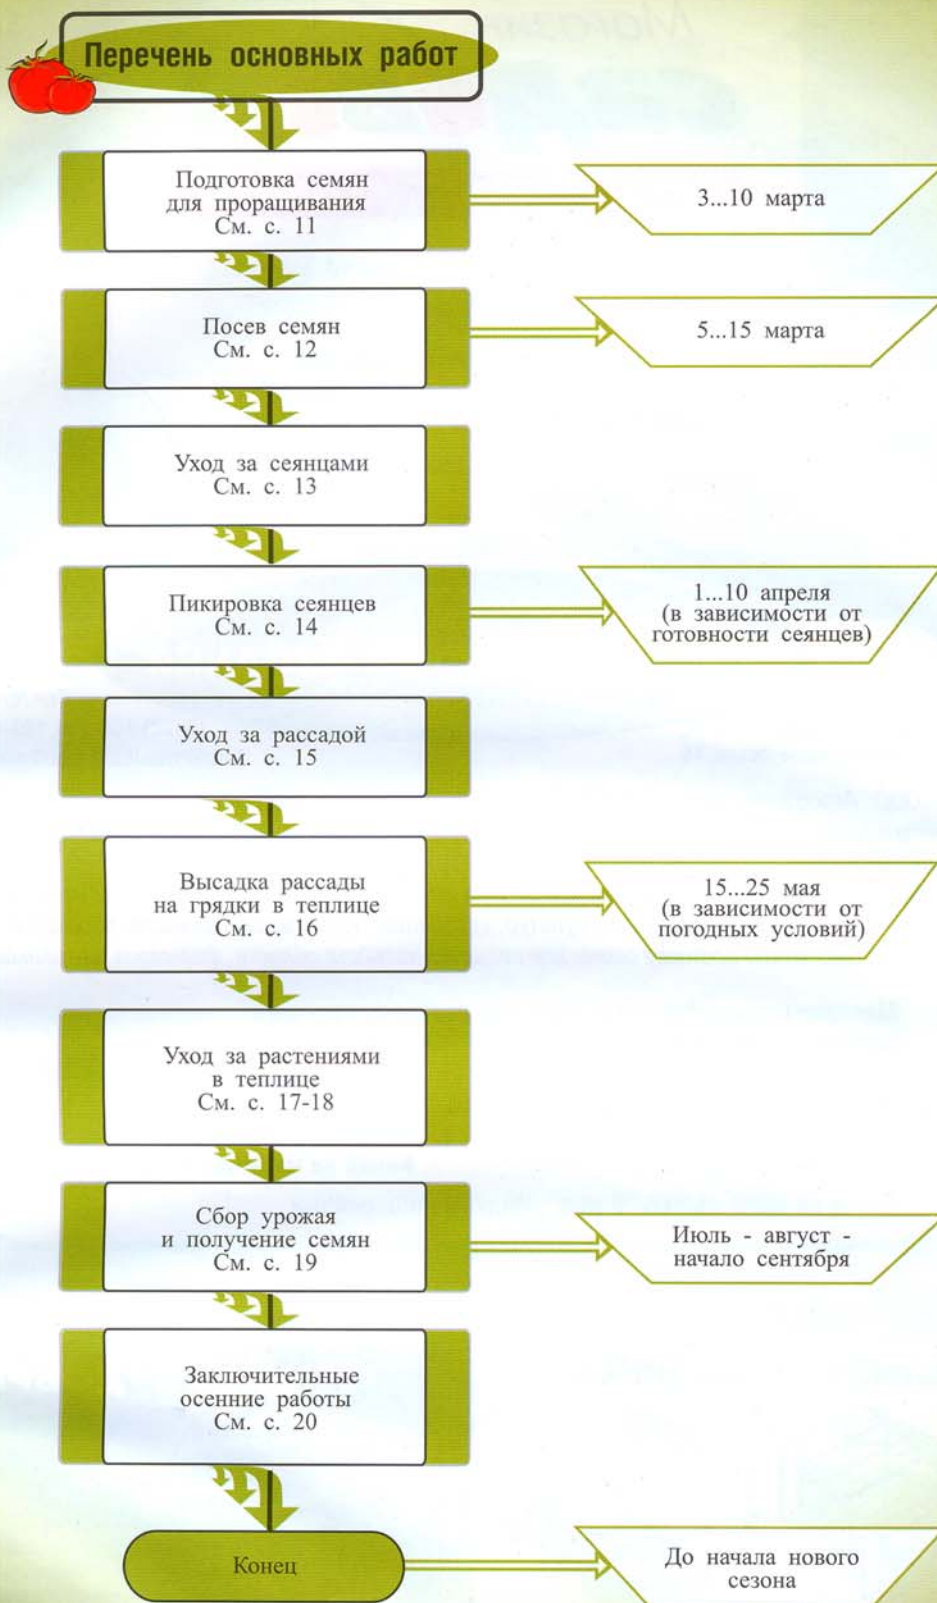 Перечень основных работ
Подготовка семян
для проращивания
См. с. 11
3...10 марта
Посев семян
См. с. 12
5...15 марта
Уход за сеянцами
См. с. 13
Пикировка сеянцев
См. с. 14
1...10 апреля
(в зависимости от
готовности сеянцев)
Уход за рассадой
См. с. 15
Высадка рассады
на грядки в теплице
См. с. 16
15...25 мая
(в зависимости от
погодных условий)
Уход за растениями
в теплице
См. с. 17-18
Сбор урожая
и получение семян
См. с. 19
Июль - август -
начало сентября
Заключительные
осенние работы
См. с. 20
Конец
До начала нового
сезона